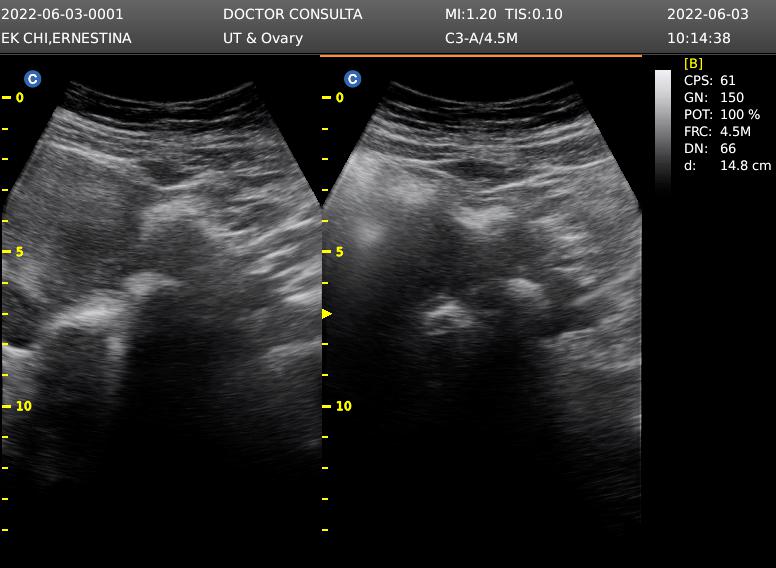 2022-06-03-0001 DOCTOR CONSULTA MI:1.20 TIS:0.10 2022-06-03
EK CHI,ERNESTINA UT & Ovary C3-A/4.5M 10:14:38
C C [B]
0 0 CPS: 61
GN: 150
POT: 100 %
FRC: 4.5M
DN: 66
d: 14.8 cm
5 5
10 10